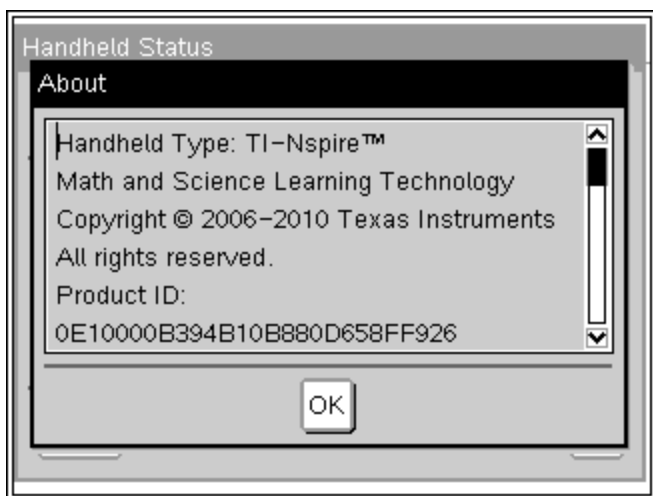 Handheld Status
About
Handheld Type: TI-Nspire™
Math and Science Learning Technology
Copyright © 2006-2010 Texas Instruments
All rights reserved.
Product ID:
0E10000B394B10B880D658FF926
OK